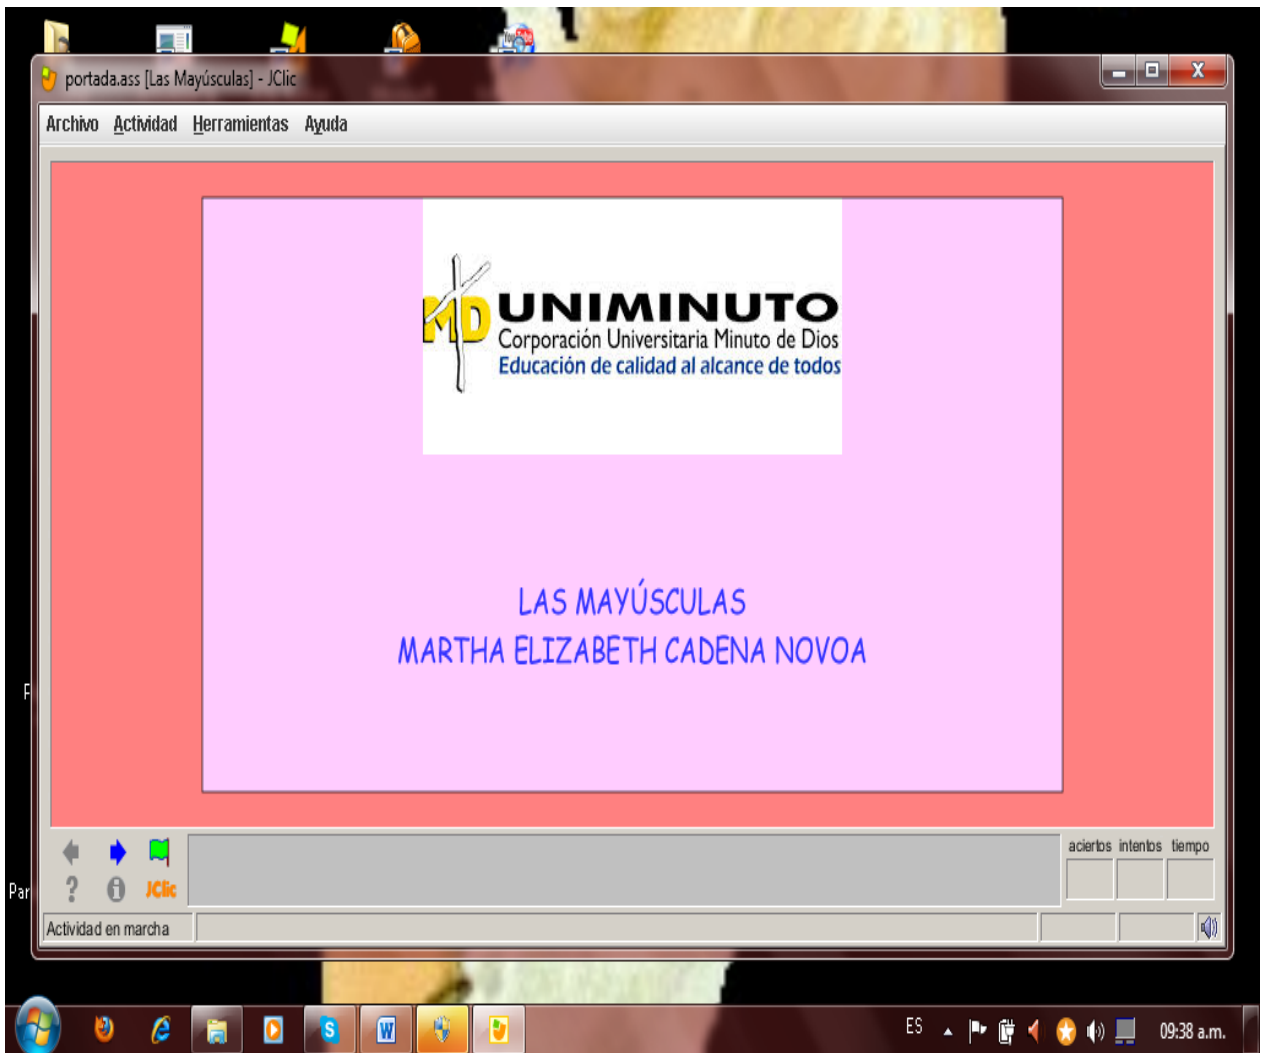 portada.ass [Las Mayúsculas] - JClic
Archivo Actividad Herramientas Ayuda
MD UNIMINUTO
Corporación Universitaria Minuto de Dios
Educación de calidad al alcance de todos
LAS MAYÚSCULAS
MARTHA ELIZABETH CADENA NOVOA
aciertos intentos tiempo
JClic
Actividad en marcha
ES 09:38 a.m.